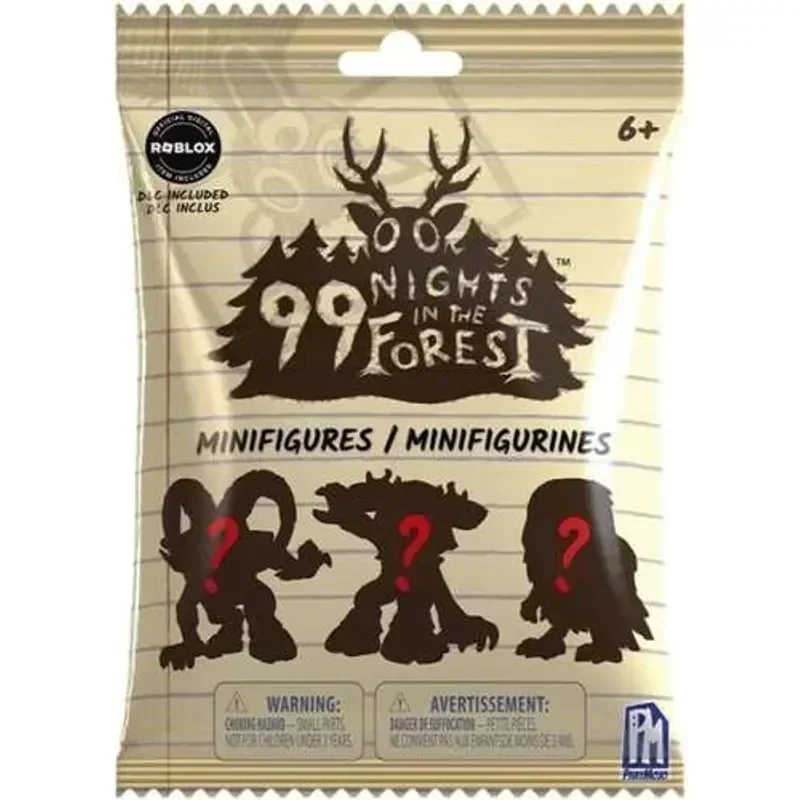 OFFICIAL DIGITAL
ROBLOX
ITEM INCLUDED
DLC INCLUDED
DLC INCLUS
6+
99 NIGHTS
IN THE
FOREST
™
MINIFIGURES / MINIFIGURINES
? ? ?
WARNING:
CHOKING HAZARD — SMALL PARTS.
NOT FOR CHILDREN UNDER 3 YEARS.
AVERTISSEMENT:
DANGER DE SUFFOCATION — PETITE PIÈCES.
NE CONVIENT PAS AUX ENFANTS DE MOINS DE 3 ANS.
PM
PHATMOJO